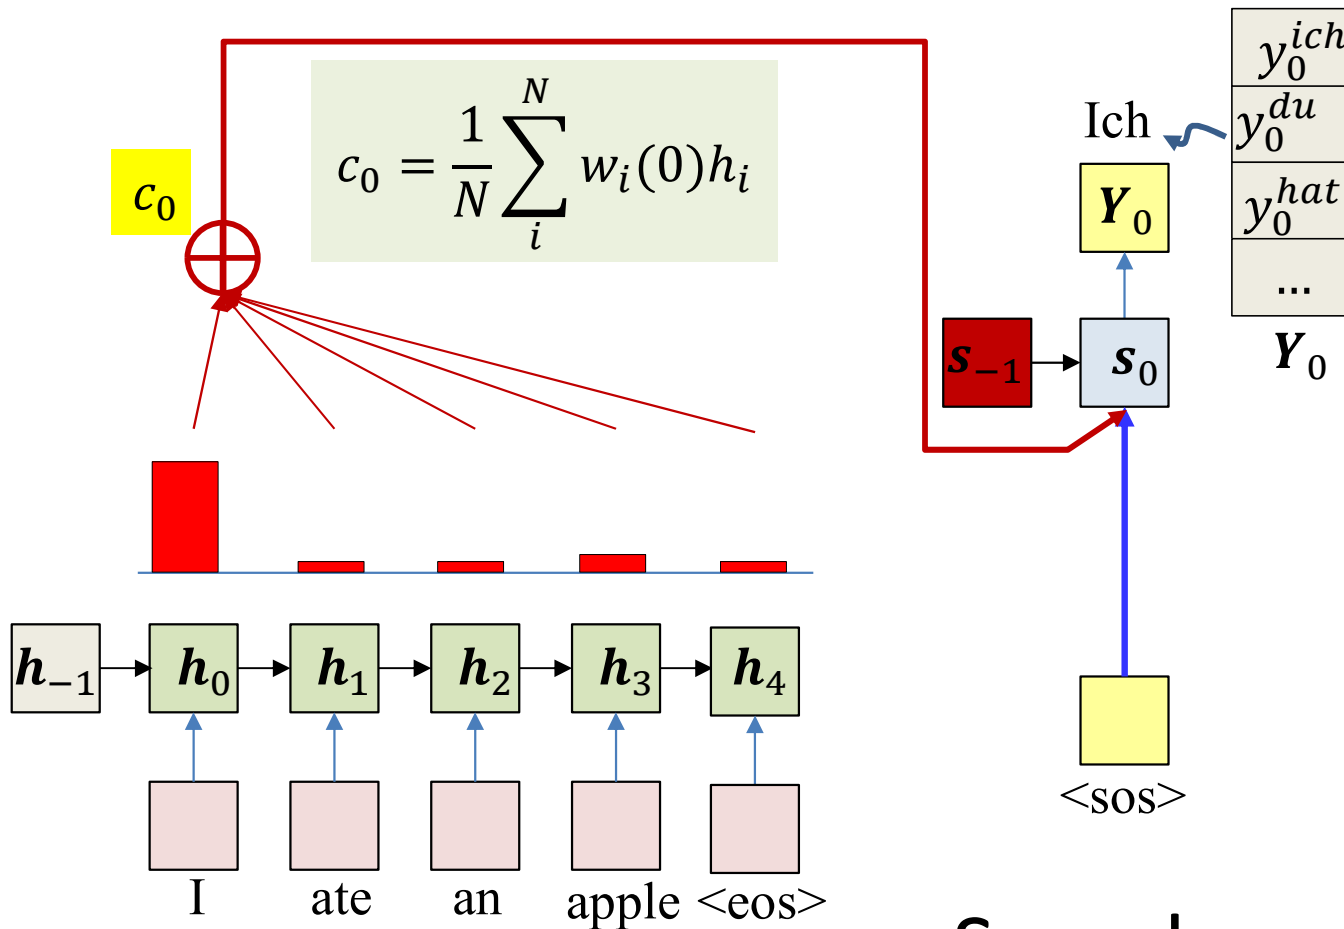 y_0^{ich}
Ich
y_0^{du}
c_0 = \frac{1}{N} \sum_{i}^{N} w_i(0) h_i
c_0
Y_0
y_0^{hat}
...
s_{-1} s_0
Y_0
h_{-1} h_0 h_1 h_2 h_3 h_4
<sos>
I ate an apple <eos>